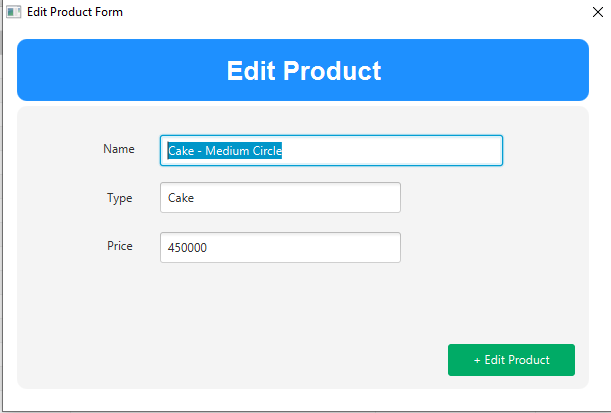 Edit Product Form
Edit Product
Name Cake - Medium Circle
Type Cake
Price 450000
+ Edit Product